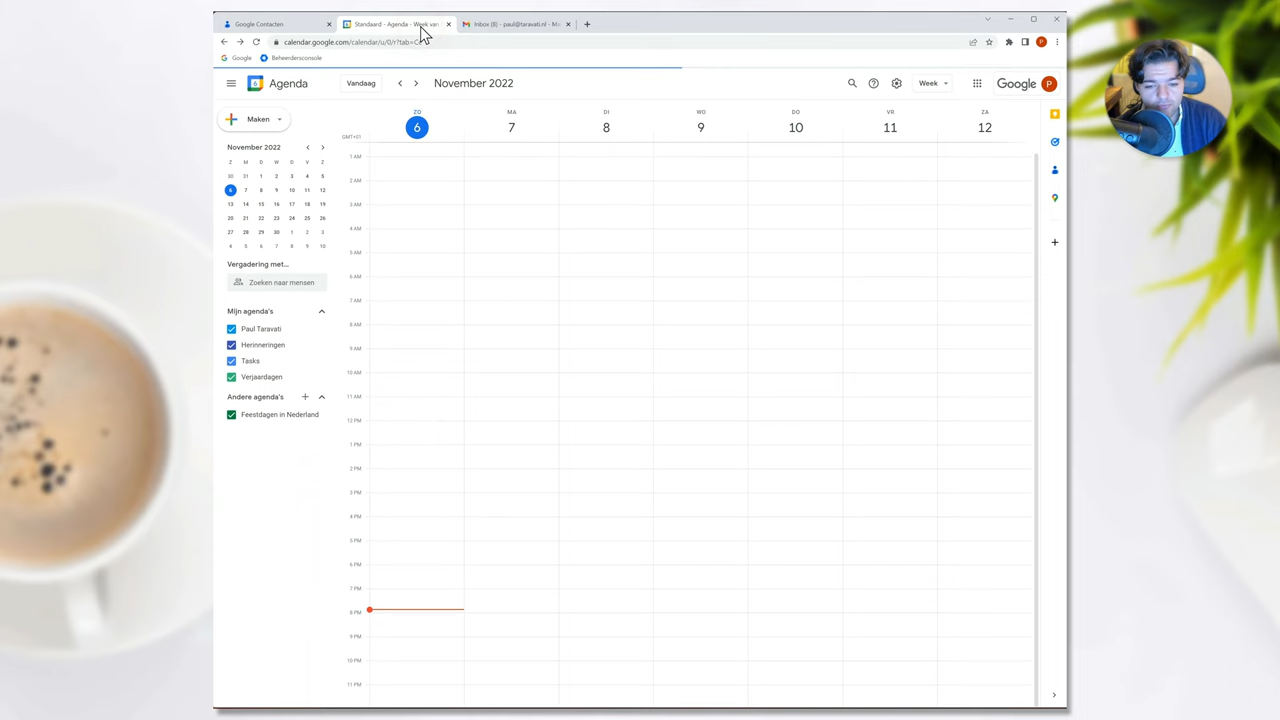 Google Contacten
Standaard - Agenda - Week van
Inbox (8) - paul@taravati.nl - M
calendar.google.com/calendar/u/0/r?tab=
Google
Beheerdersconsole
Agenda
Vandaag
November 2022
Week
Google
P
P
Maken
November 2022
Z M D W D V Z
30 31 1 2 3 4 5
6 7 8 9 10 11 12
13 14 15 16 17 18 19
20 21 22 23 24 25 26
27 28 29 30 1 2 3
4 5 6 7 8 9 10
Vergadering met...
Zoeken naar mensen
Mijn agenda's
Paul Taravati
Herinneringen
Tasks
Verjaardagen
Andere agenda's
Feestdagen in Nederland
ZO MA DI WO DO VR ZA
6 7 8 9 10 11 12
GMT+01
1 AM
2 AM
3 AM
4 AM
5 AM
6 AM
7 AM
8 AM
9 AM
10 AM
11 AM
12 PM
1 PM
2 PM
3 PM
4 PM
5 PM
6 PM
7 PM
8 PM
9 PM
10 PM
11 PM